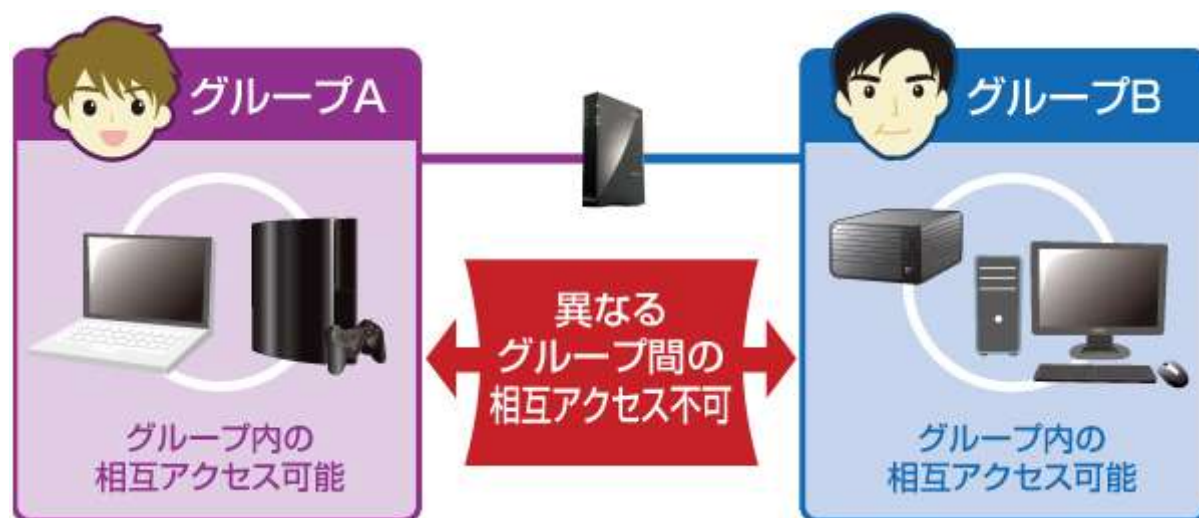 グループA
グループB
異なる
グループ間の
相互アクセス不可
グループ内の
相互アクセス可能
グループ内の
相互アクセス可能